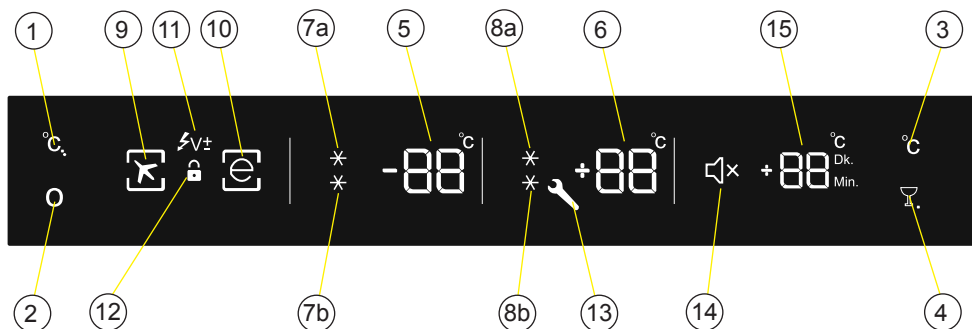 1 9 11 10 7a 5 8a 6 15 3
°C.. V± °C °C °C °C
e -88 +88 +88 Dk.
O Min.
2 12 7b 8b 13 14 4